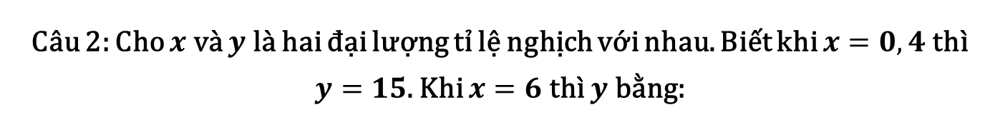 Câu 2: Cho x và y là hai đại lượng tỉ lệ nghịch với nhau. Biết khi x = 0, 4 thì
y = 15. Khi x = 6 thì y bằng: